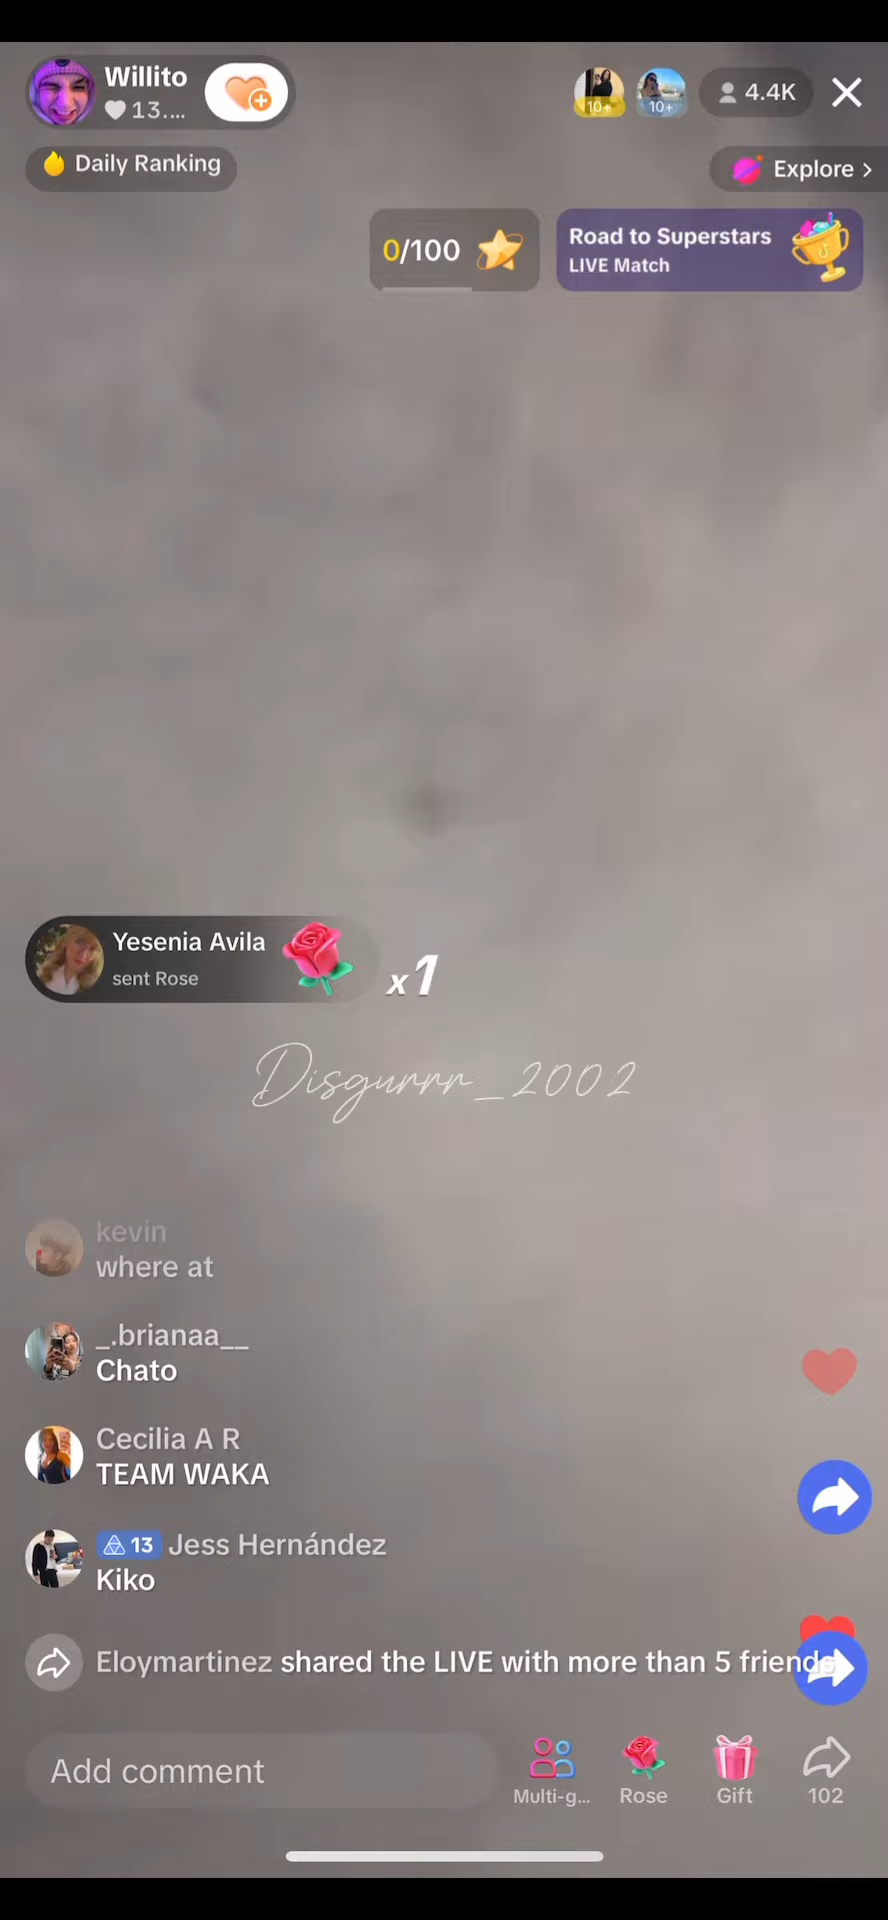 Willito
13....
10+
10+
4.4K
Daily Ranking
Explore >
0/100
Road to Superstars
LIVE Match
Yesenia Avila
sent Rose
x1
Disgurrr_2002
kevin
where at
_.brianaa__
Chato
Cecilia A R
TEAM WAKA
13 Jess Hernández
Kiko
Eloymartinez shared the LIVE with more than 5 friends
Add comment
Multi-g...
Rose
Gift
102